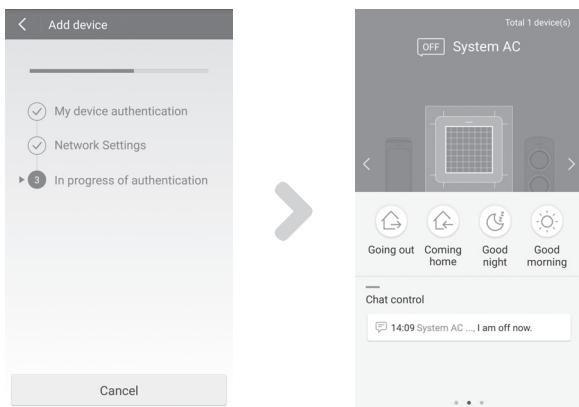 Add device
My device authentication
Network Settings
3 In progress of authentication
Cancel
Total 1 device(s)
OFF System AC
Going out
Coming
home
Good
night
Good
morning
Chat control
14:09 System AC ..., I am off now.